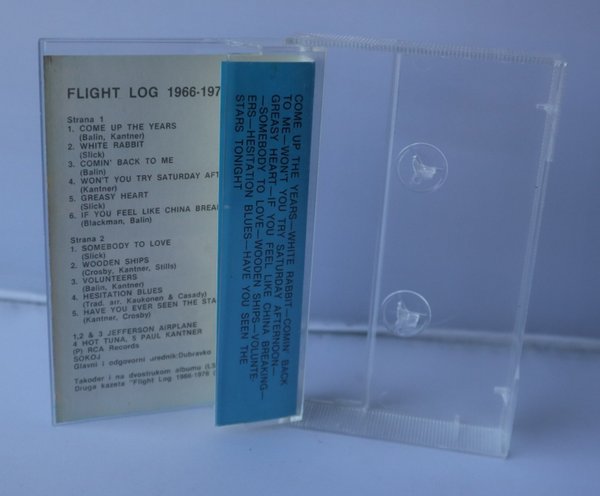 FLIGHT LOG 1966-197
Strana 1
1. COME UP THE YEARS
(Balin, Kantner)
2. WHITE RABBIT
(Slick)
3. COMIN' BACK TO ME
(Balin)
4. WON'T YOU TRY SATURDAY AFT
(Kantner)
5. GREASY HEART
(Slick)
6. IF YOU FEEL LIKE CHINA BREA
(Blackman, Balin)
Strana 2
1. SOMEBODY TO LOVE
(Slick)
2. WOODEN SHIPS
(Crosby, Kantner, Stills)
3. VOLUNTEERS
(Balin, Kantner)
4. HESITATION BLUES
(Trad. arr. Kaukonen & Casady)
5. HAVE YOU EVER SEEN THE STA
(Kantner, Crosby)
1,2 & 3 JEFFERSON AIRPLANE
4 HOT TUNA, 5 PAUL KANTNER
(P) RCA Records
SOKOJ
Glavni i odgovorni urednik:Dubravko
Također i na dvostrukom albumu (LS
Druga kazeta "Flight Log 1966-1976 (
COME UP THE YEARS—WHITE RABBIT—COMIN' BACK
TO ME—WON'T YOU TRY SATURDAY AFTERNOON—
GREASY HEART—IF YOU FEEL LIKE CHINA BREAKING—
—SOMEBODY TO LOVE—WOODEN SHIPS—VOLUNTE-
ERS—HESITATION BLUES—HAVE YOU SEEN THE
STARS TONIGHT